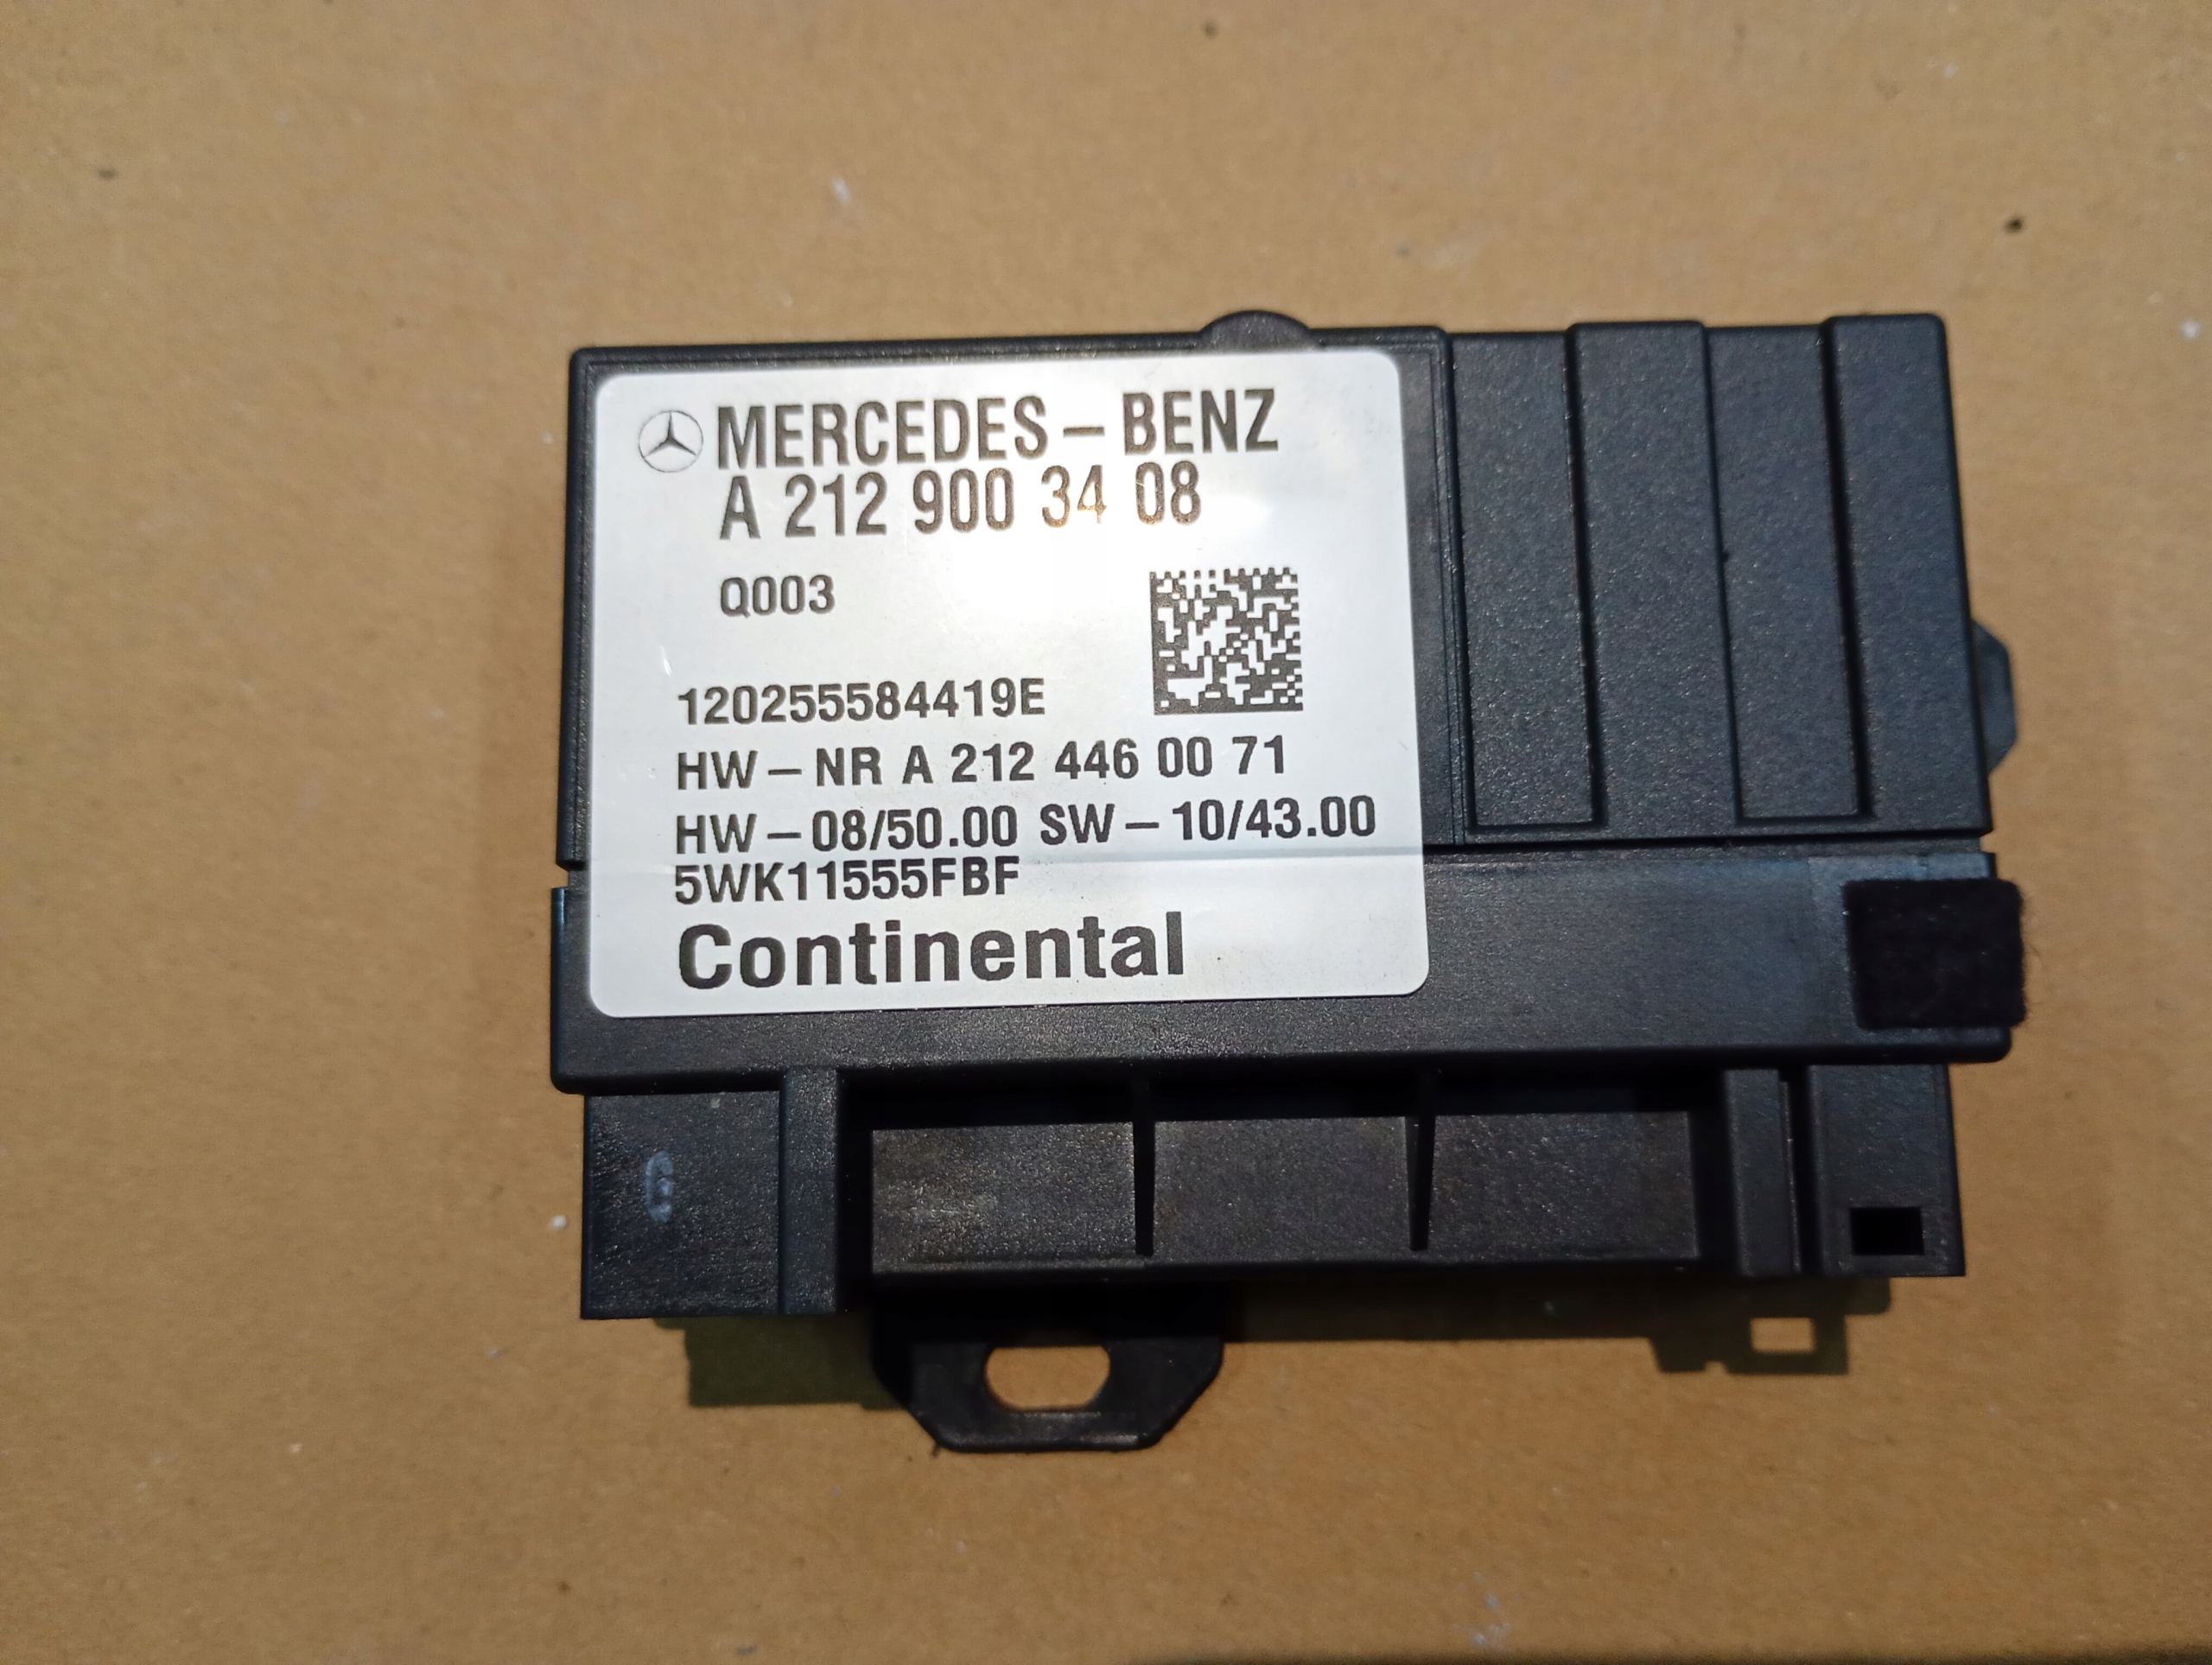 MERCEDES-BENZ
A 212 900 34 08
Q003
120255584419E
HW-NR A 212 446 00 71
HW-08/50.00 SW-10/43.00
5WK11555FBF
Continental
G